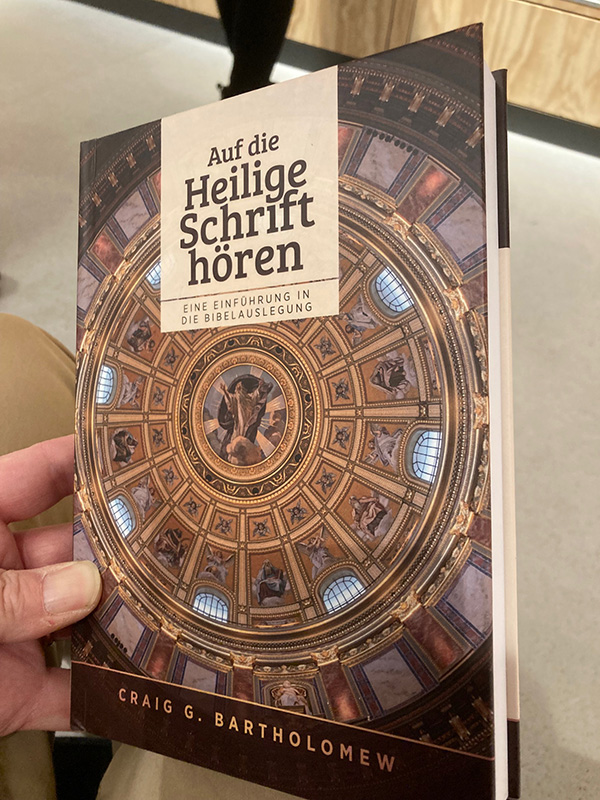 Auf die
Heilige
Schrift
hören
EINE EINFÜHRUNG IN
DIE BIBELAUSLEGUNG
CRAIG G. BARTHOLOMEW